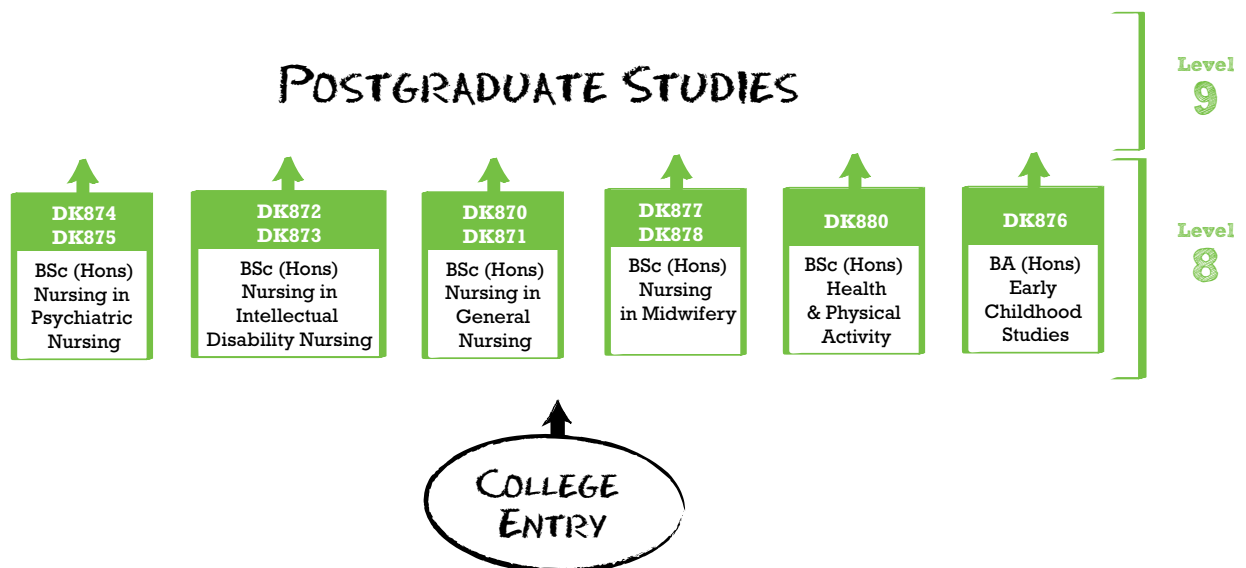 POSTGRADUATE STUDIES
Level
9
DK874
DK875
BSc (Hons)
Nursing in
Psychiatric
Nursing
DK872
DK873
BSc (Hons)
Nursing in
Intellectual
Disability Nursing
DK870
DK871
BSc (Hons)
Nursing in
General
Nursing
DK877
DK878
BSc (Hons)
Nursing
in Midwifery
DK880
BSc (Hons)
Health
& Physical
Activity
DK876
BA (Hons)
Early
Childhood
Studies
Level
8
COLLEGE
ENTRY